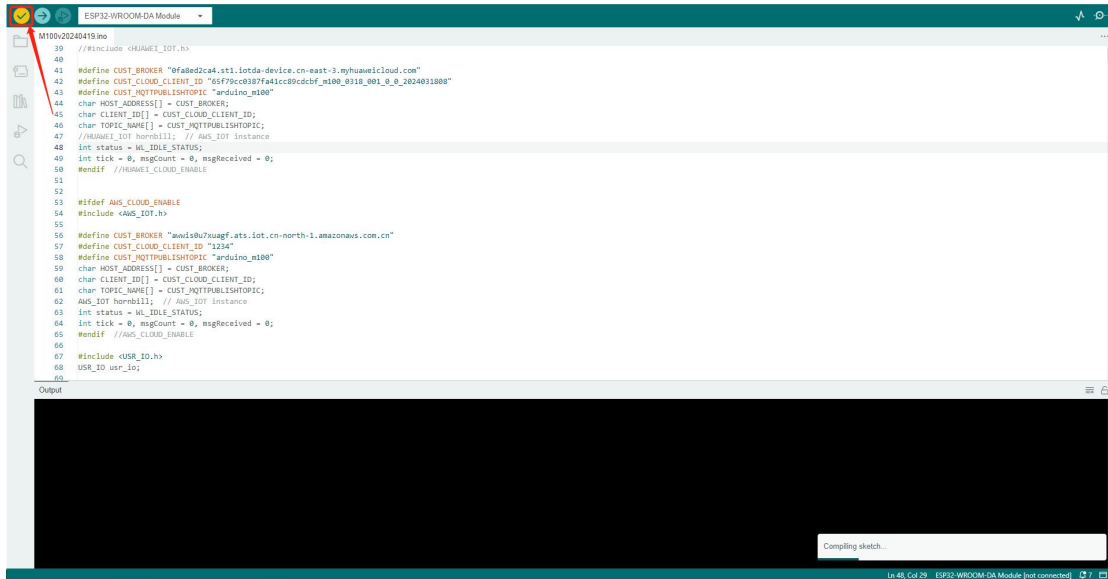 ESP32-WROOM-DA Module
M100v20240419.ino
39 //#include <HUAWEI_IOT.h>
40
41 #define CUST_BROKER "0fa8ed2ca4.st1.iotda-device.cn-east-3.myhuaweicloud.com"
42 #define CUST_CLOUD_CLIENT_ID "65f79cc0387fa41cc89cdcbf_m100_0318_001_0_0_2024031808"
43 #define CUST_MQTTPUBLISHTOPIC "arduino_m100"
44 char HOST_ADDRESS[] = CUST_BROKER;
45 char CLIENT_ID[] = CUST_CLOUD_CLIENT_ID;
46 char TOPIC_NAME[] = CUST_MQTTPUBLISHTOPIC;
47 //HUAWEI_IOT hornbill; // AWS_IOT instance
48 int status = WL_IDLE_STATUS;
49 int tick = 0, msgCount = 0, msgReceived = 0;
50 #endif //HUAWEI_CLOUD_ENABLE
51
52
53 #ifdef AWS_CLOUD_ENABLE
54 #include <AWS_IOT.h>
55
56 #define CUST_BROKER "awwis0u7xuagf.ats.iot.cn-north-1.amazonaws.com.cn"
57 #define CUST_CLOUD_CLIENT_ID "1234"
58 #define CUST_MQTTPUBLISHTOPIC "arduino_m100"
59 char HOST_ADDRESS[] = CUST_BROKER;
60 char CLIENT_ID[] = CUST_CLOUD_CLIENT_ID;
61 char TOPIC_NAME[] = CUST_MQTTPUBLISHTOPIC;
62 AWS_IOT hornbill; // AWS_IOT instance
63 int status = WL_IDLE_STATUS;
64 int tick = 0, msgCount = 0, msgReceived = 0;
65 #endif //AWS_CLOUD_ENABLE
66
67 #include <USR_IO.h>
68 USR_IO usr_io;
69
Output
Compiling sketch...
Ln 48, Col 29 ESP32-WROOM-DA Module [not connected] 7